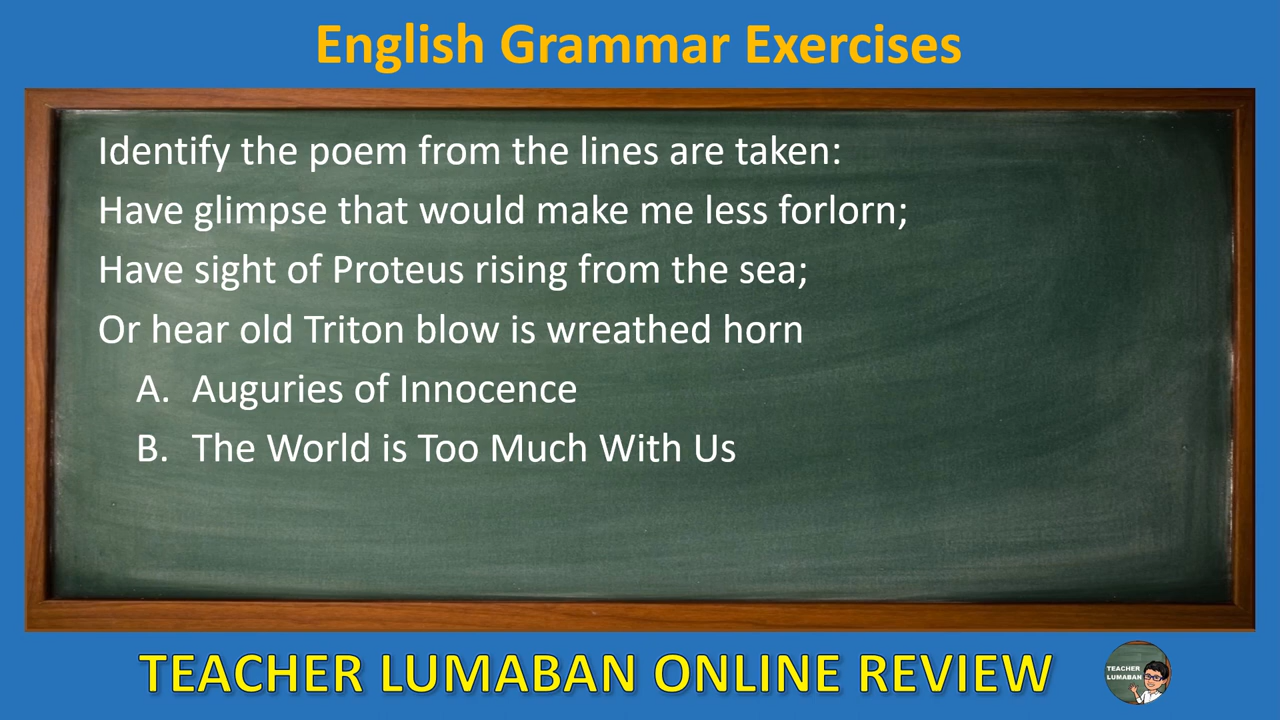 English Grammar Exercises
Identify the poem from the lines are taken:
Have glimpse that would make me less forlorn;
Have sight of Proteus rising from the sea;
Or hear old Triton blow is wreathed horn
A. Auguries of Innocence
B. The World is Too Much With Us
TEACHER LUMABAN ONLINE REVIEW
TEACHER
LUMABAN